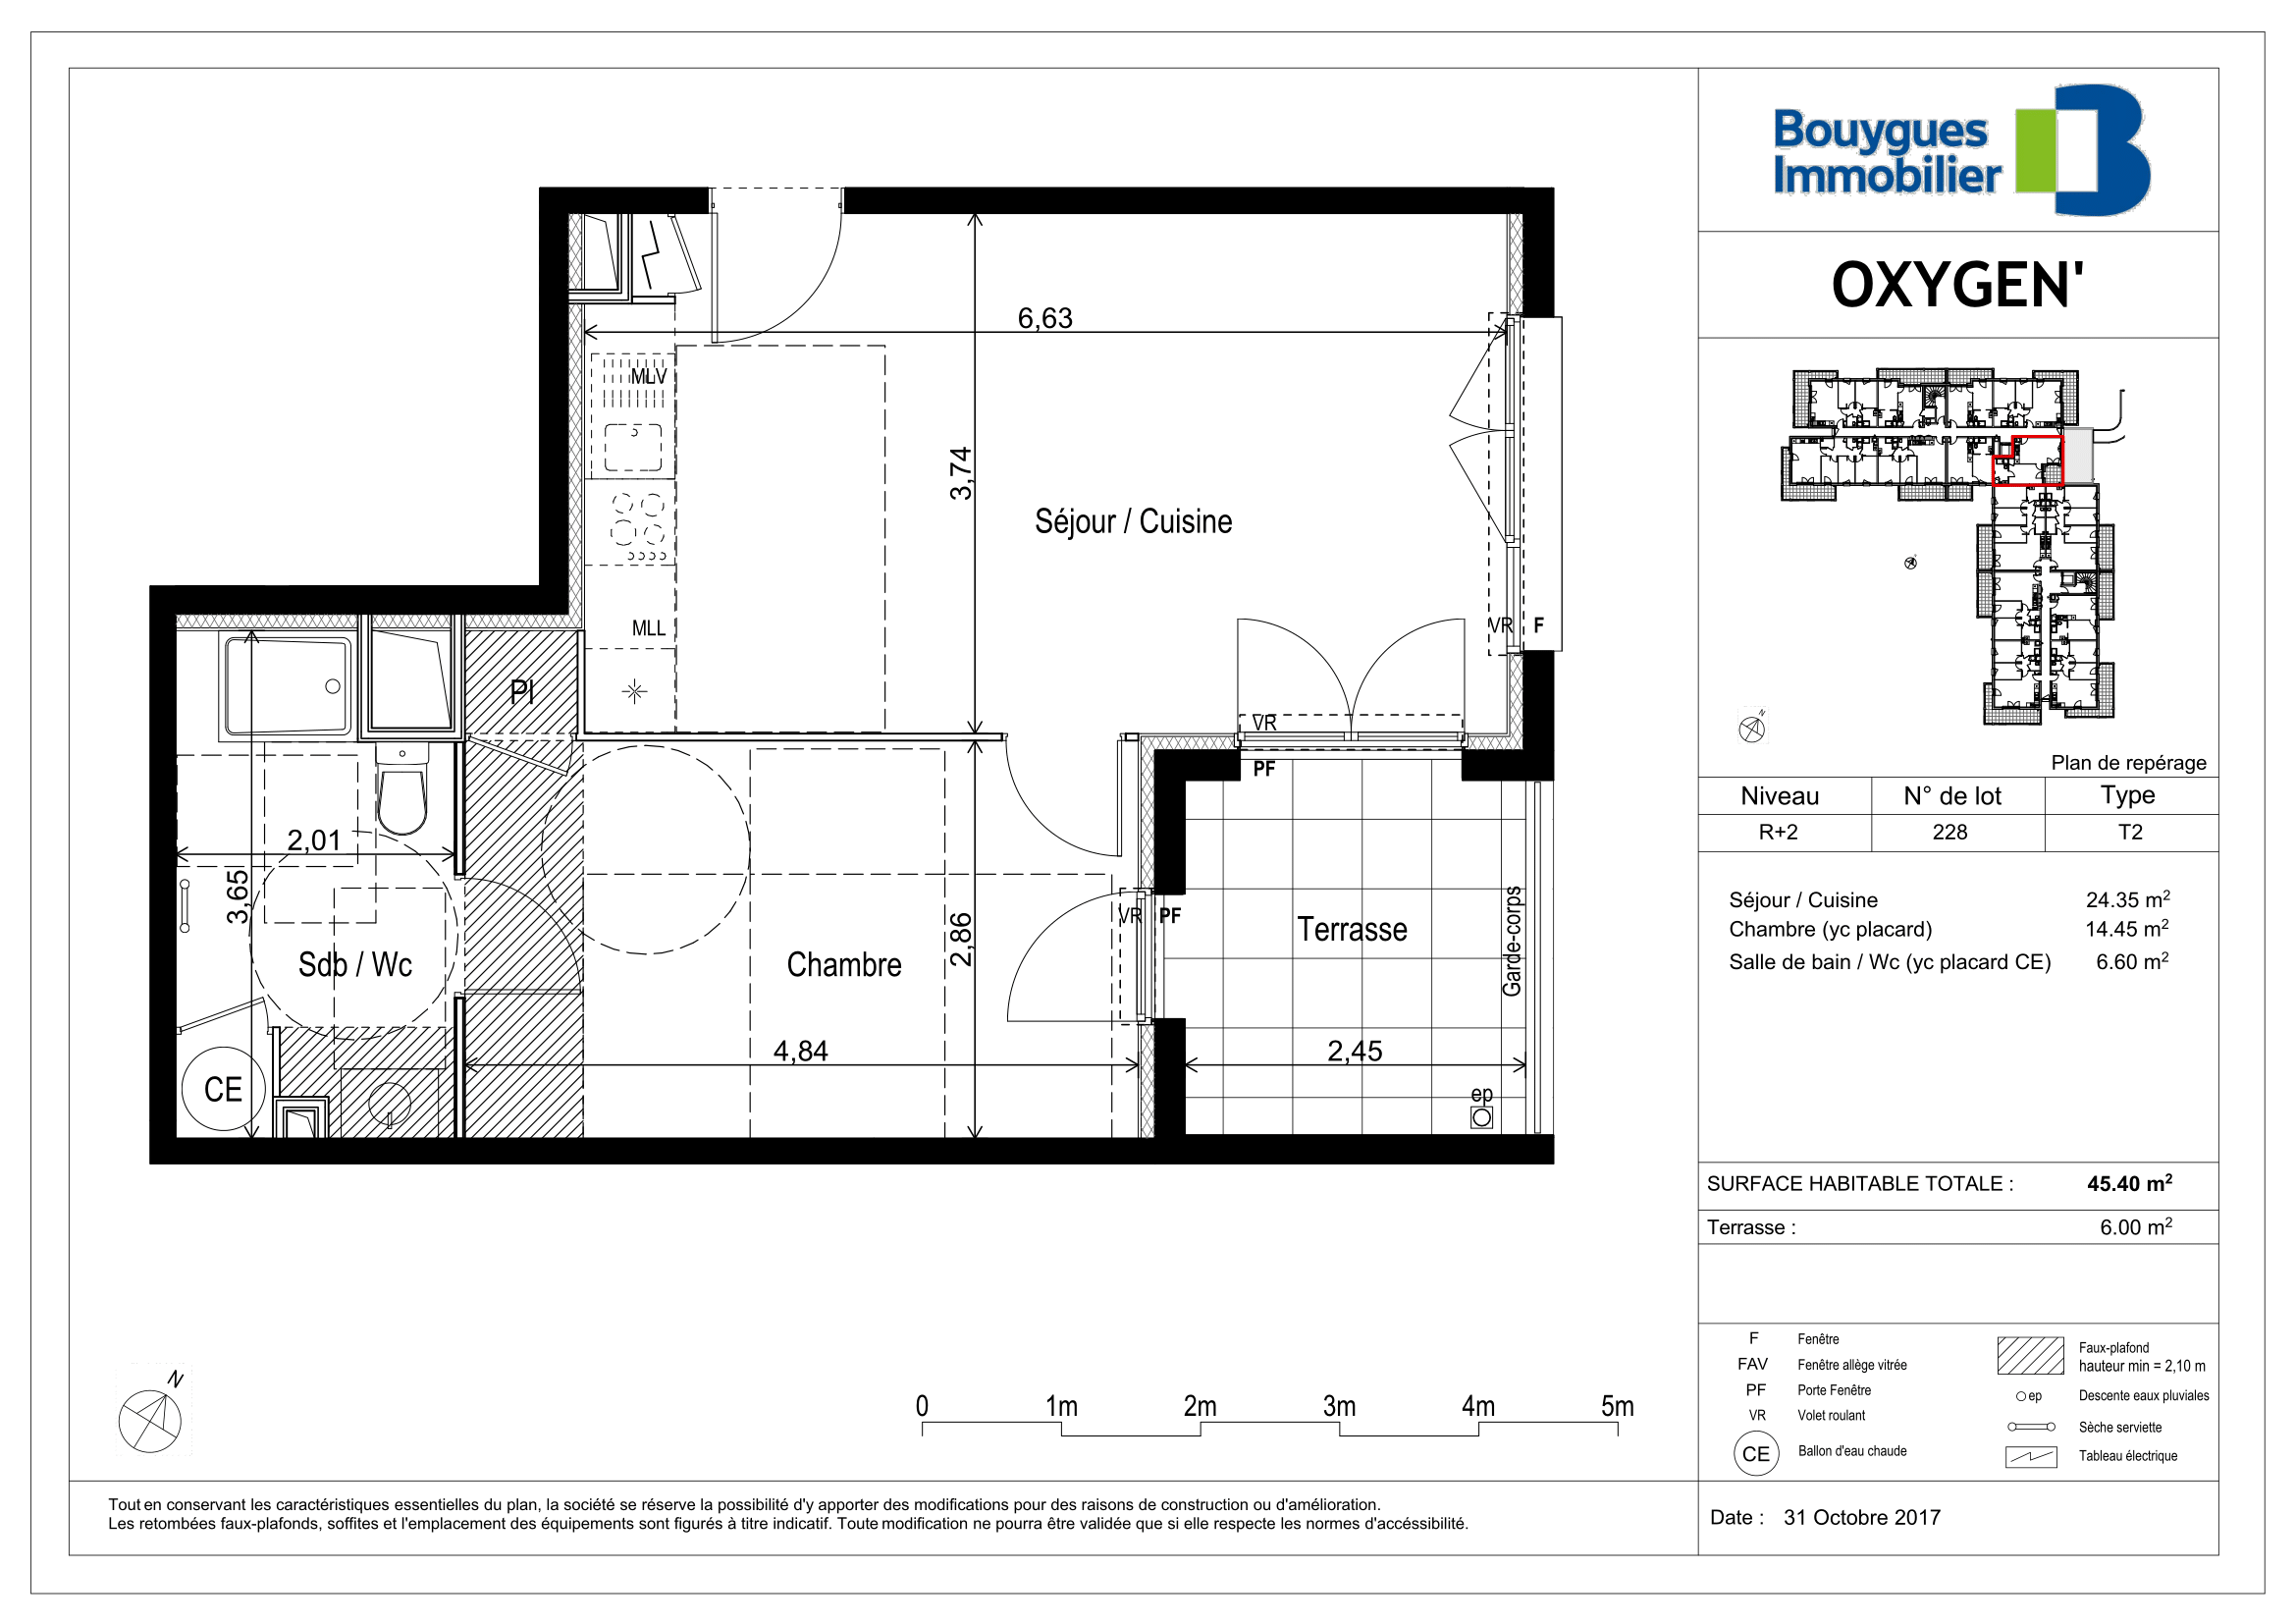 Bouygues
Immobilier
OXYGEN'
N
Plan de repérage
Niveau N° de lot Type
R+2 228 T2
Séjour / Cuisine 24.35 m²
Chambre (yc placard) 14.45 m²
Salle de bain / Wc (yc placard CE) 6.60 m²
SURFACE HABITABLE TOTALE : 45.40 m²
Terrasse : 6.00 m²
F Fenêtre
FAV Fenêtre allège vitrée
PF Porte Fenêtre
VR Volet roulant
CE Ballon d'eau chaude
Faux-plafond
hauteur min = 2,10 m
ep Descente eaux pluviales
Sèche serviette
Tableau électrique
Date : 31 Octobre 2017
6,63
MLV
3,74
Séjour / Cuisine
MLL
VR F
Pl
VR
PF
2,01
3,65
2,86
VR PF
Terrasse
Garde-corps
Sdb / Wc
Chambre
4,84
2,45
CE
ep
N
0 1m 2m 3m 4m 5m
Tout en conservant les caractéristiques essentielles du plan, la société se réserve la possibilité d'y apporter des modifications pour des raisons de construction ou d'amélioration.
Les retombées faux-plafonds, soffites et l'emplacement des équipements sont figurés à titre indicatif. Toute modification ne pourra être validée que si elle respecte les normes d'accéssibilité.